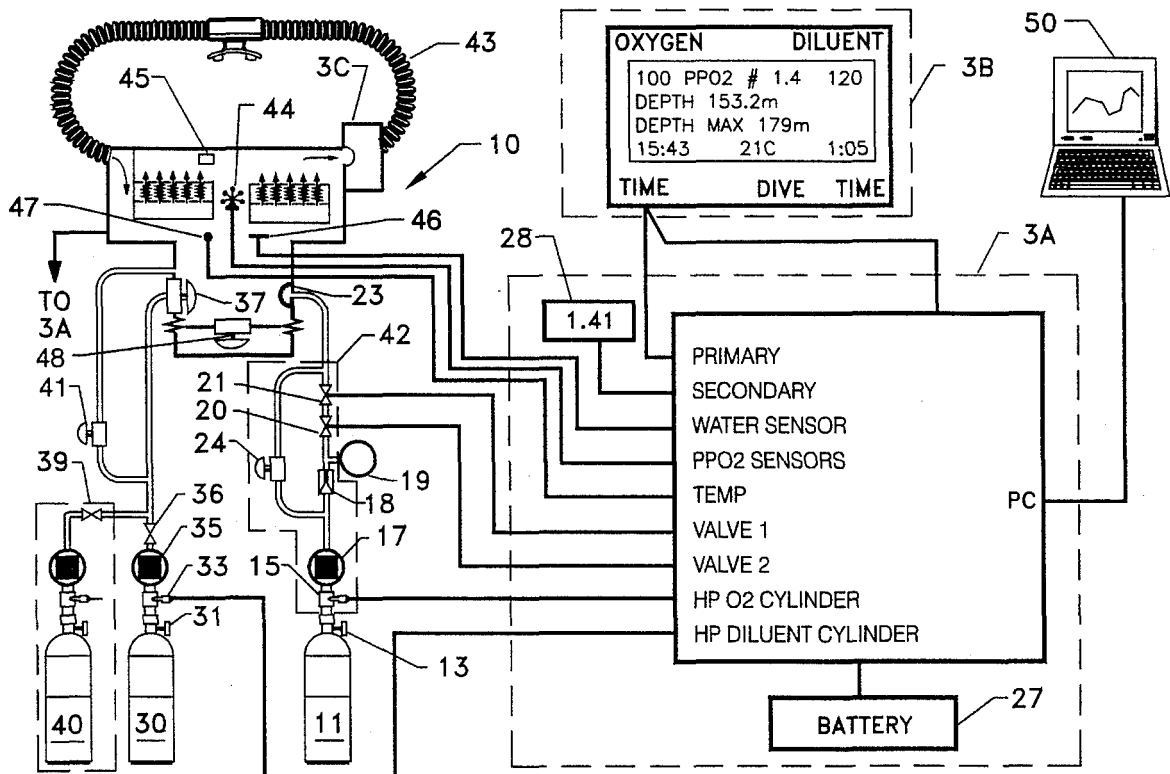 OXYGEN DILUENT
100 PPO2 # 1.4 120
DEPTH 153.2m
DEPTH MAX 179m
15:43 21C 1:05
TIME DIVE TIME
3B
50
43
3C
45
44
10
47
46
TO
3A
37
23
48
42
41
21
20
24
19
18
39
36
35
33
31
17
15
13
40
30
11
28
1.41
3A
PRIMARY
SECONDARY
WATER SENSOR
PPO2 SENSORS
TEMP
VALVE 1
VALVE 2
HP O2 CYLINDER
HP DILUENT CYLINDER
PC
BATTERY
27